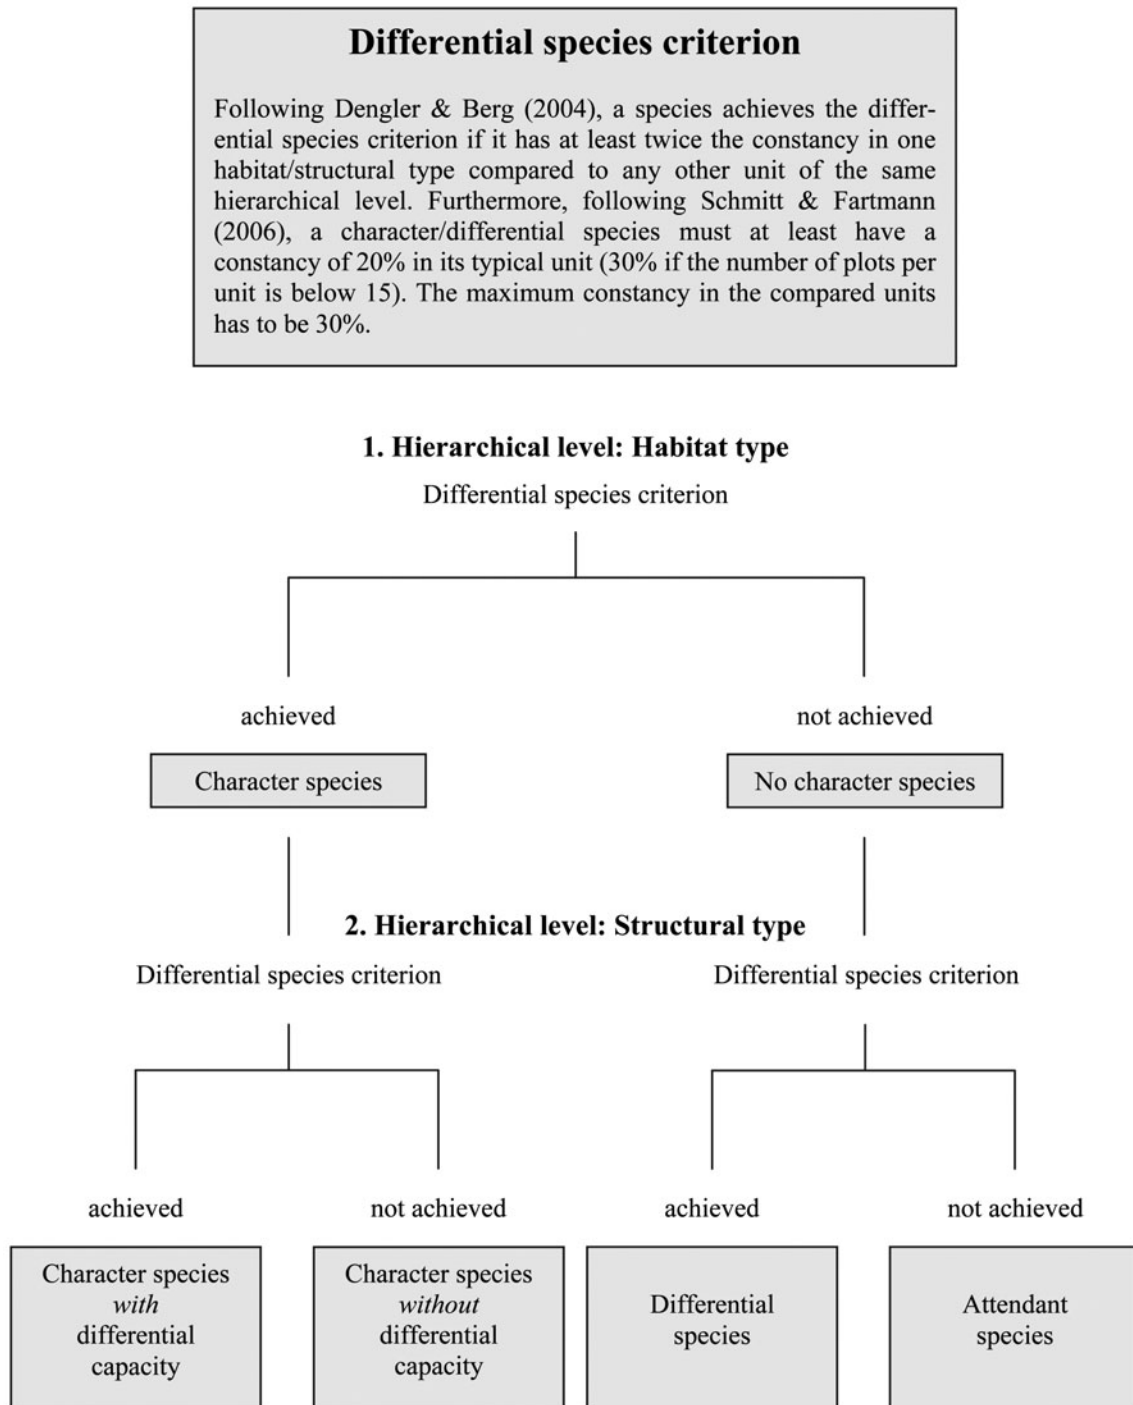 Differential species criterion
Following Dengler & Berg (2004), a species achieves the differ-
ential species criterion if it has at least twice the constancy in one
habitat/structural type compared to any other unit of the same
hierarchical level. Furthermore, following Schmitt & Fartmann
(2006), a character/differential species must at least have a
constancy of 20% in its typical unit (30% if the number of plots per
unit is below 15). The maximum constancy in the compared units
has to be 30%.
1. Hierarchical level: Habitat type
Differential species criterion
achieved
not achieved
Character species
No character species
2. Hierarchical level: Structural type
Differential species criterion
Differential species criterion
achieved
not achieved
achieved
not achieved
Character species
with
differential
capacity
Character species
without
differential
capacity
Differential
species
Attendant
species